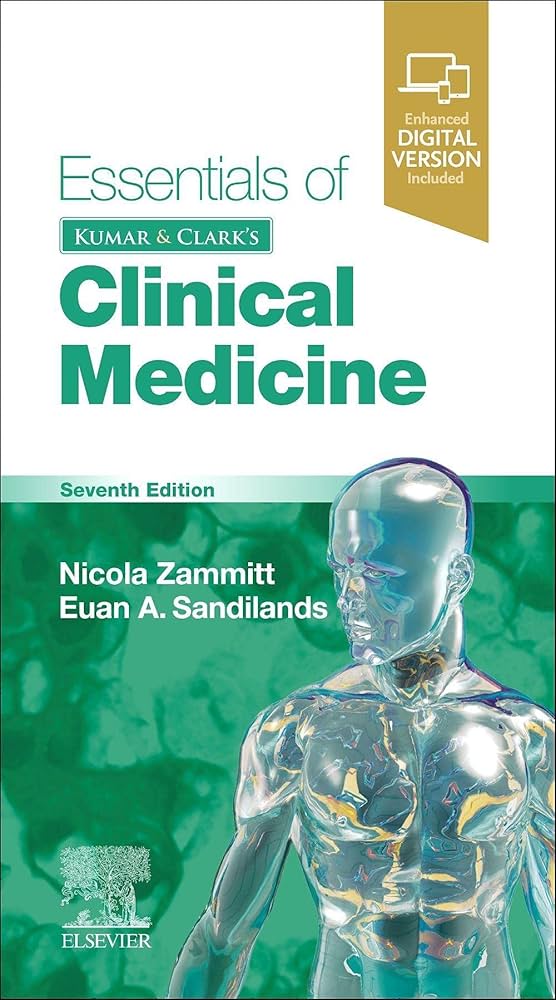 Enhanced
DIGITAL
VERSION
Included
Essentials of
KUMAR & CLARK'S
Clinical
Medicine
Seventh Edition
Nicola Zammitt
Euan A. Sandilands
ELSEVIER